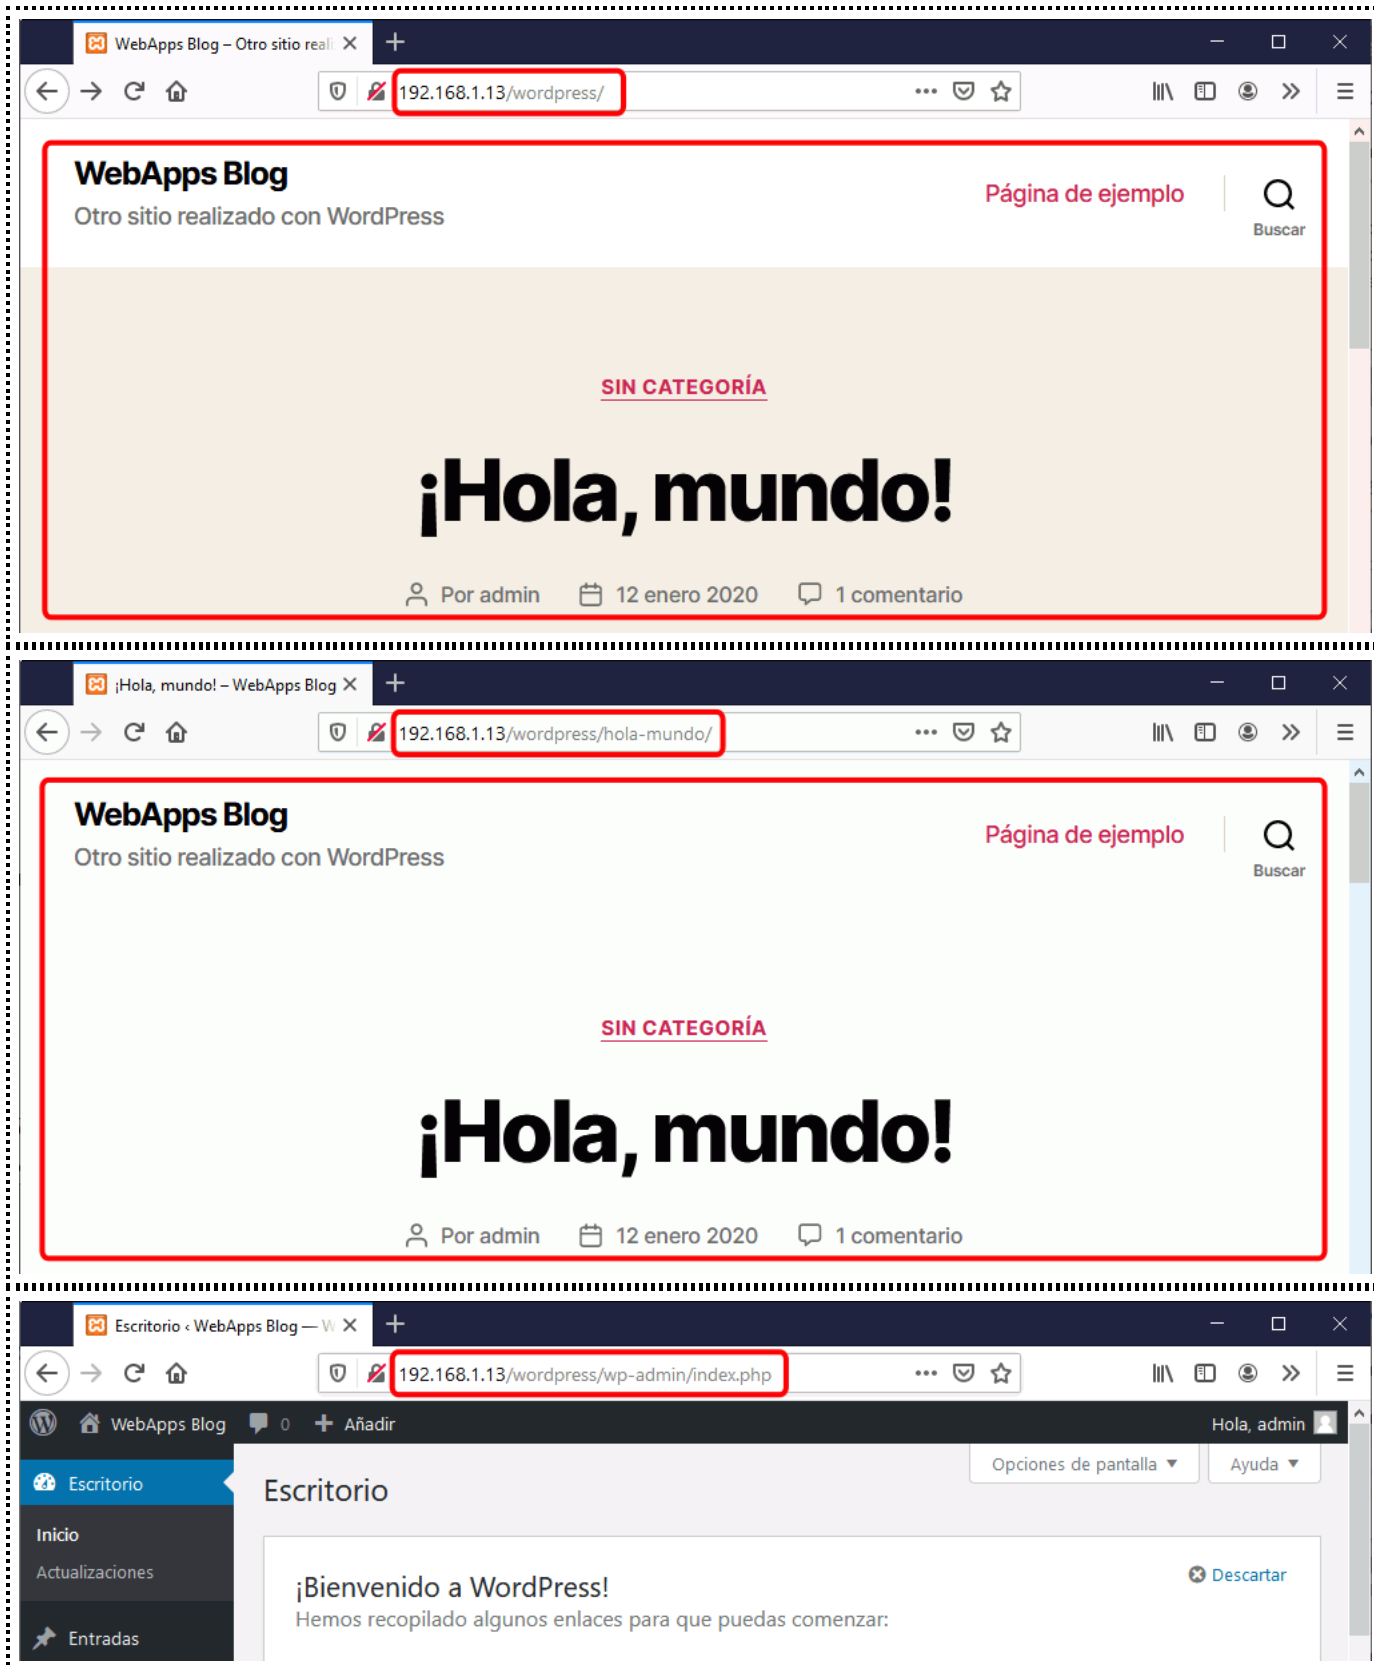 WebApps Blog – Otro sitio reali
192.168.1.13/wordpress/
WebApps Blog
Otro sitio realizado con WordPress
Página de ejemplo
Buscar
SIN CATEGORÍA
¡Hola, mundo!
Por admin 12 enero 2020 1 comentario
¡Hola, mundo! – WebApps Blog
192.168.1.13/wordpress/hola-mundo/
WebApps Blog
Otro sitio realizado con WordPress
Página de ejemplo
Buscar
SIN CATEGORÍA
¡Hola, mundo!
Por admin 12 enero 2020 1 comentario
Escritorio ‹ WebApps Blog — W
192.168.1.13/wordpress/wp-admin/index.php
WebApps Blog 0 Añadir Hola, admin
Opciones de pantalla Ayuda
Escritorio
Escritorio
Inicio
Actualizaciones
Entradas
¡Bienvenido a WordPress!
Descartar
Hemos recopilado algunos enlaces para que puedas comenzar: